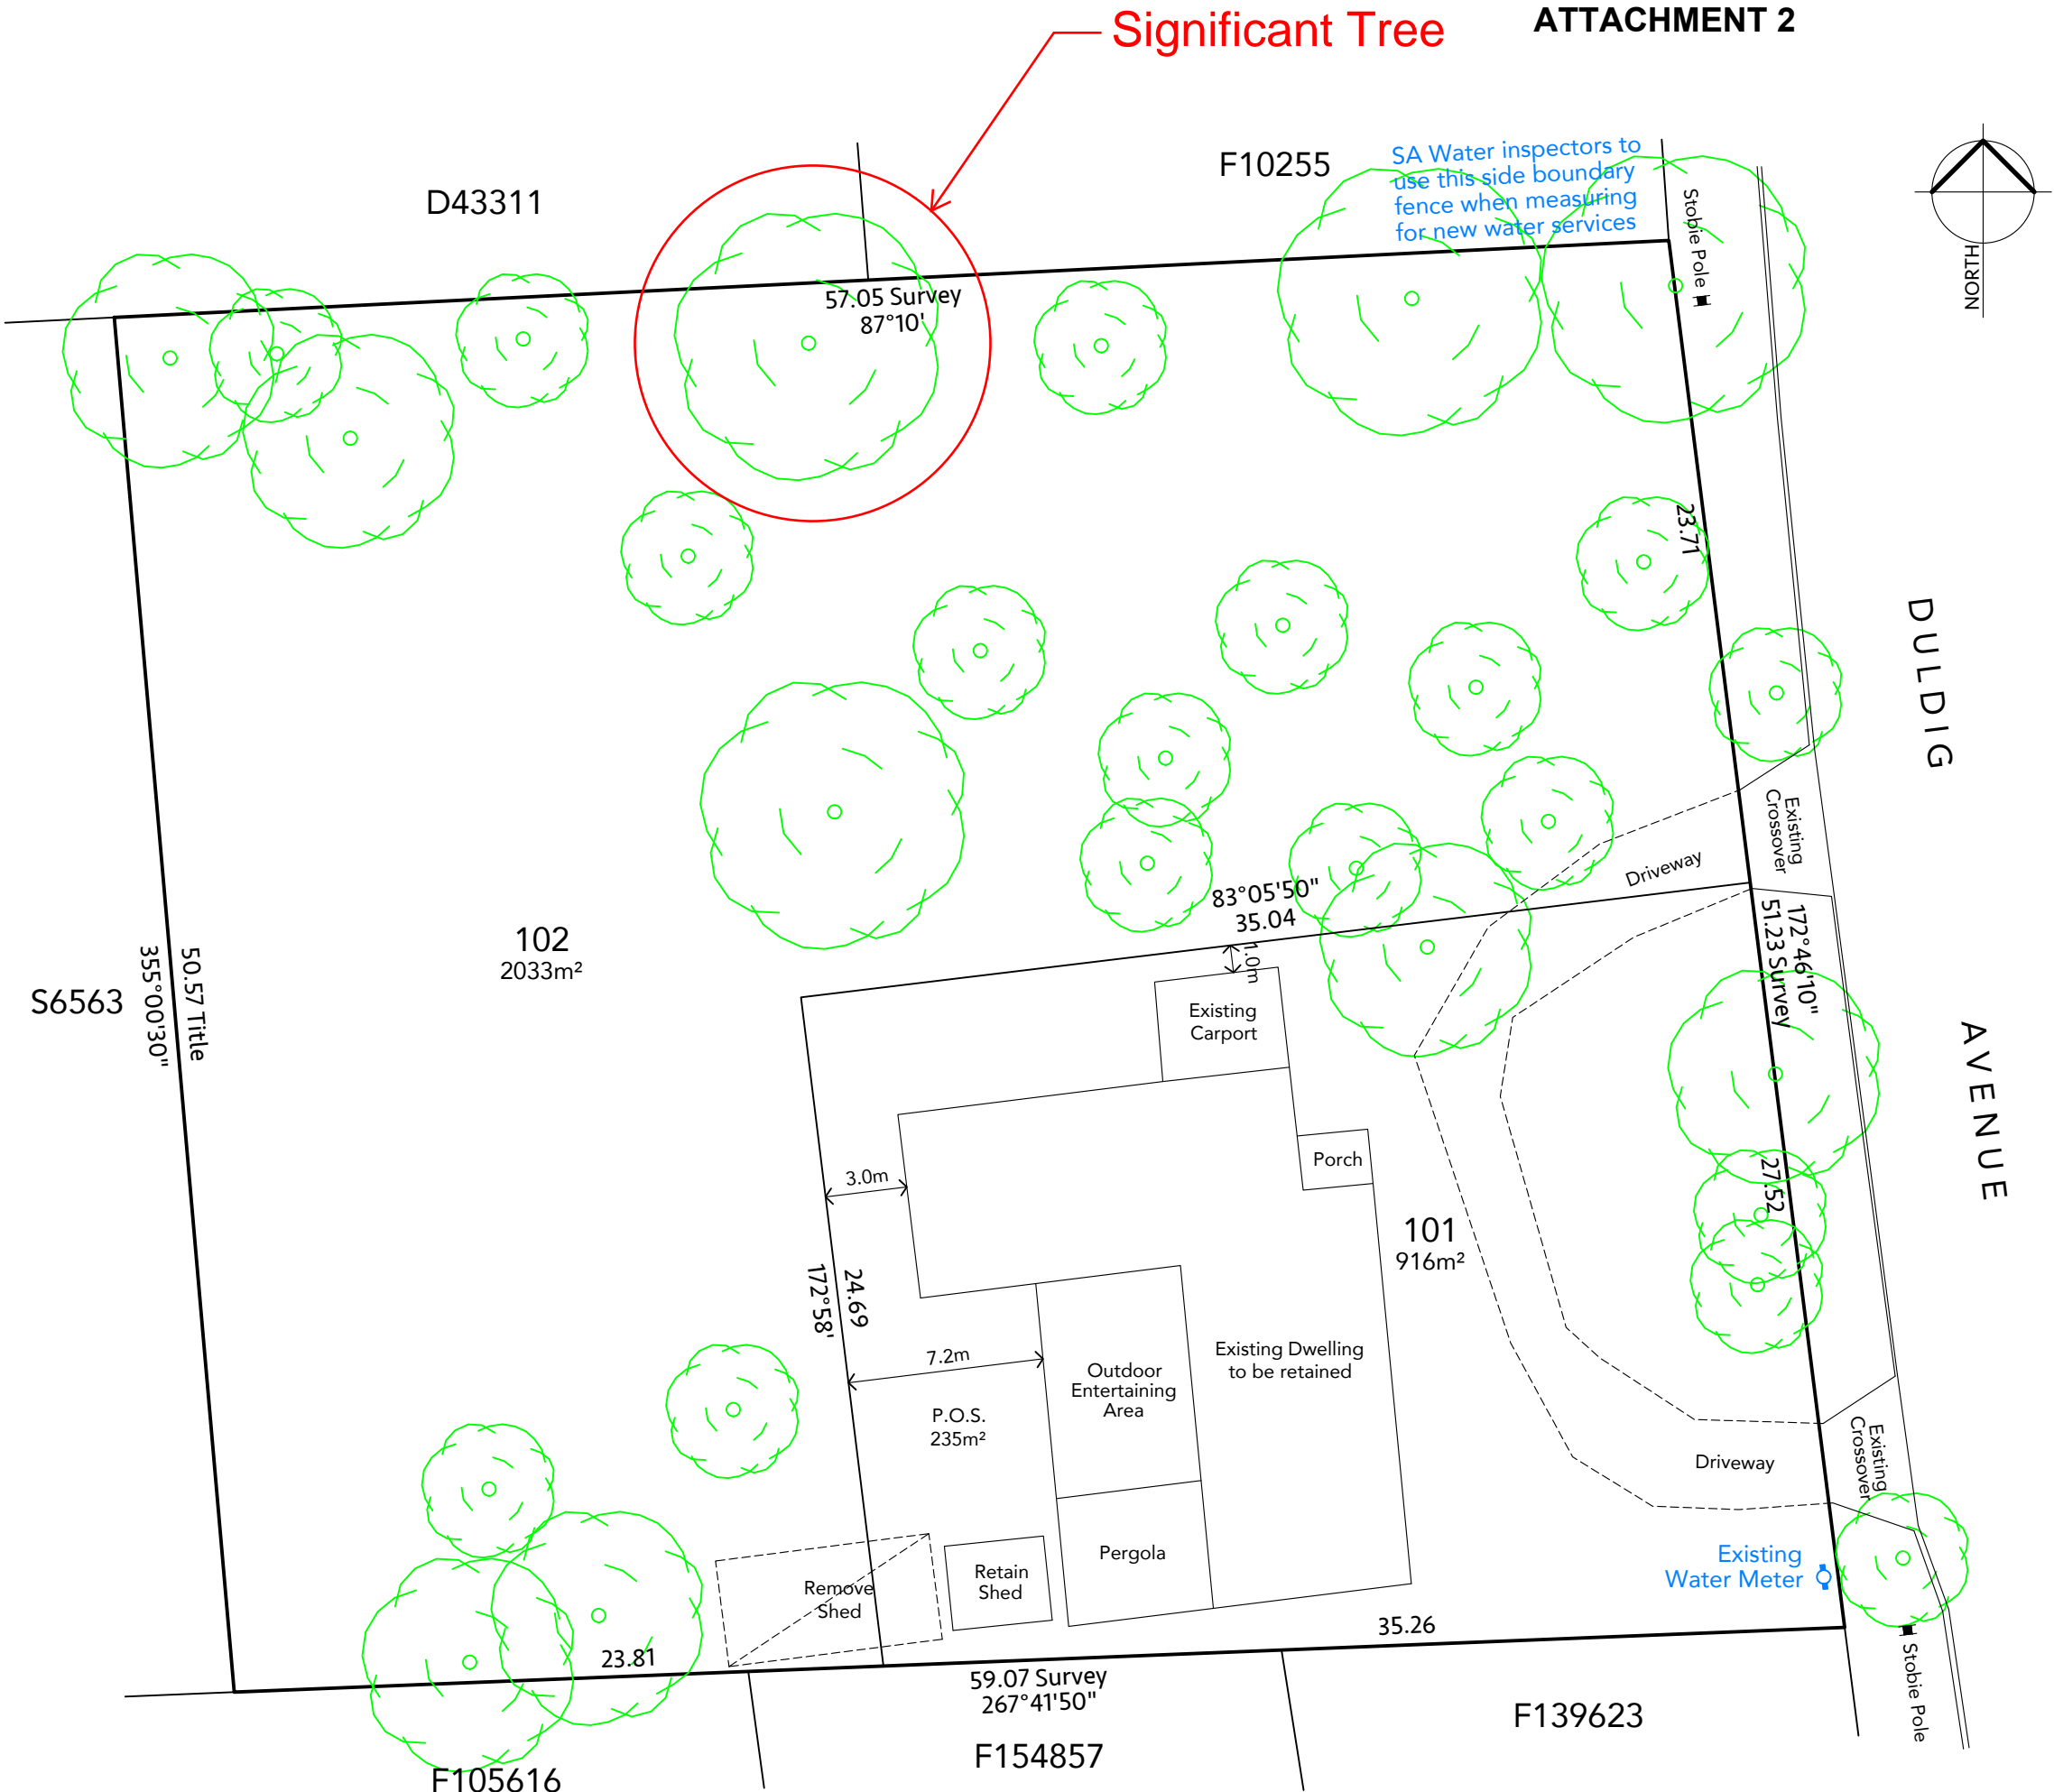 Significant Tree
ATTACHMENT 2
F10255
SA Water inspectors to
use this side boundary
fence when measuring
for new water services
D43311
Stobie Pole
NORTH
57.05 Survey
87°10'
23.71
DULDIG
AVENUE
Existing
Crossover
Driveway
83°05'50"
35.04
172°46'10"
51.23 Survey
102
2033m²
1.0m
Existing
Carport
S6563
50.57 Title
355°00'30"
Porch
3.0m
27.52
101
916m²
24.69
172°58'
7.2m
Existing Dwelling
to be retained
Outdoor
Entertaining
Area
P.O.S.
235m²
Existing
Crossover
Driveway
Pergola
Existing
Water Meter
Retain
Shed
Remove
Shed
35.26
23.81
59.07 Survey
267°41'50"
Stobie Pole
F139623
F154857
F105616